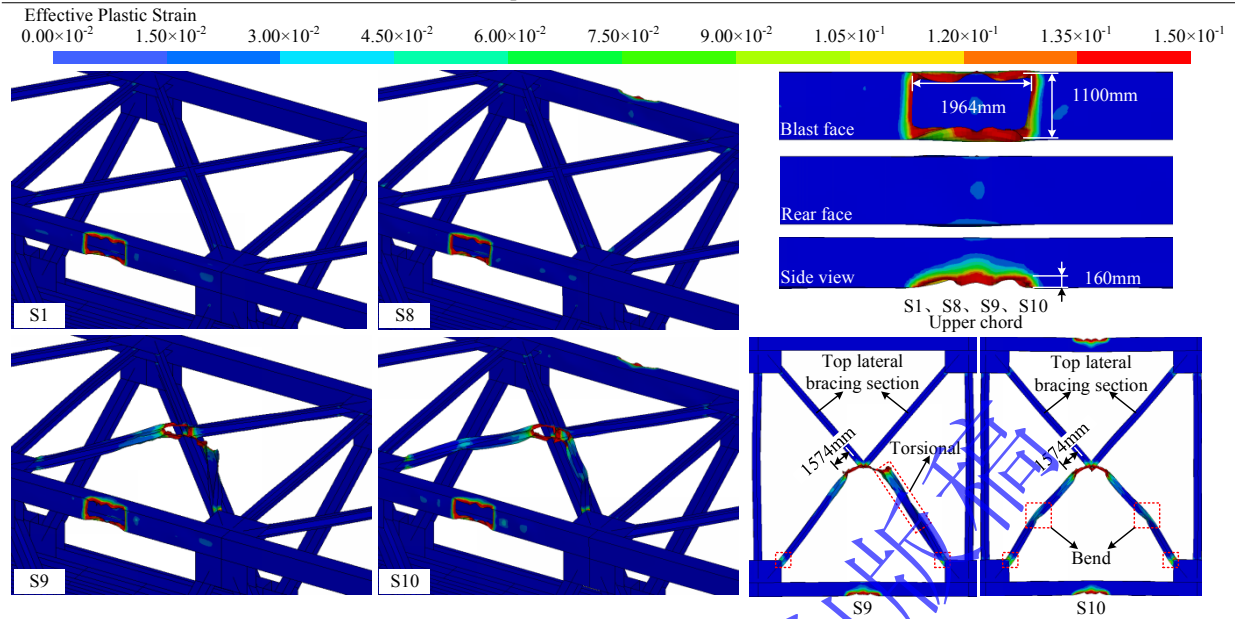 Effective Plastic Strain
0.00×10⁻² 1.50×10⁻² 3.00×10⁻² 4.50×10⁻² 6.00×10⁻² 7.50×10⁻² 9.00×10⁻² 1.05×10⁻¹ 1.20×10⁻¹ 1.35×10⁻¹ 1.50×10⁻¹
S1
S8
1964mm
1100mm
Blast face
Rear face
Side view
160mm
S1、S8、S9、S10
Upper chord
S9
S10
Top lateral
bracing section
1574mm
Torsional
S9
Top lateral
bracing section
1574mm
Bend
S10